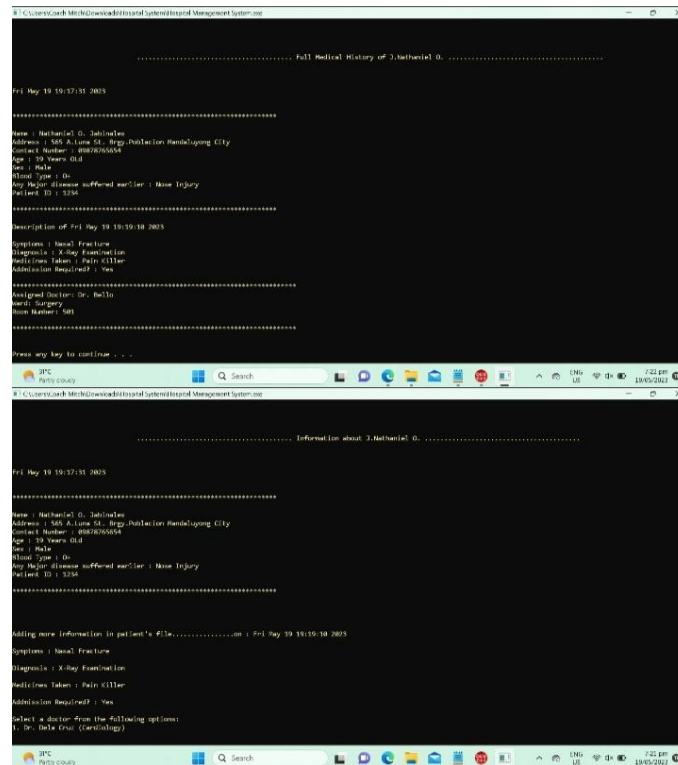 C:\Users\Coach Mitch\Downloads\Hospital System\Hospital Management System.exe
....................................... Full Medical History of J.Nathaniel O. .......................................
Fri May 19 19:17:31 2023
************************************************************************
Name : Nathaniel O. Jabinales
Address : 565 A.Luna St. Brgy.Poblacion Mandaluyong City
Contact Number : 09878765654
Age : 19 Years OLd
Sex : Male
Blood Type : O+
Any Major disease suffered earlier : Nose Injury
Patient ID : 1234
************************************************************************
Description of Fri May 19 19:19:10 2023
Symptoms : Nasal Fracture
Diagnosis : X-Ray Examination
Medicines Taken : Pain Killer
Addmission Required? : Yes
*****************************************************************************
Assigned Doctor: Dr. Bello
Ward: Surgery
Room Number: 501
*****************************************************************************
Press any key to continue . . .
31°C
Partly cloudy
Search
ENG
US
7:22 pm
19/05/2023
C:\Users\Coach Mitch\Downloads\Hospital System\Hospital Management System.exe
....................................... Information about J.Nathaniel O. .......................................
Fri May 19 19:17:31 2023
************************************************************************
Name : Nathaniel O. Jabinales
Address : 565 A.Luna St. Brgy.Poblacion Mandaluyong City
Contact Number : 09878765654
Age : 19 Years OLd
Sex : Male
Blood Type : O+
Any Major disease suffered earlier : Nose Injury
Patient ID : 1234
************************************************************************
Adding more information in patient's file................on : Fri May 19 19:19:10 2023
Symptoms : Nasal Fracture
Diagnosis : X-Ray Examination
Medicines Taken : Pain Killer
Addmission Required? : Yes
Select a doctor from the following options:
1. Dr. Dela Cruz (Cardiology)
31°C
Partly cloudy
Search
ENG
US
7:21 pm
19/05/2023